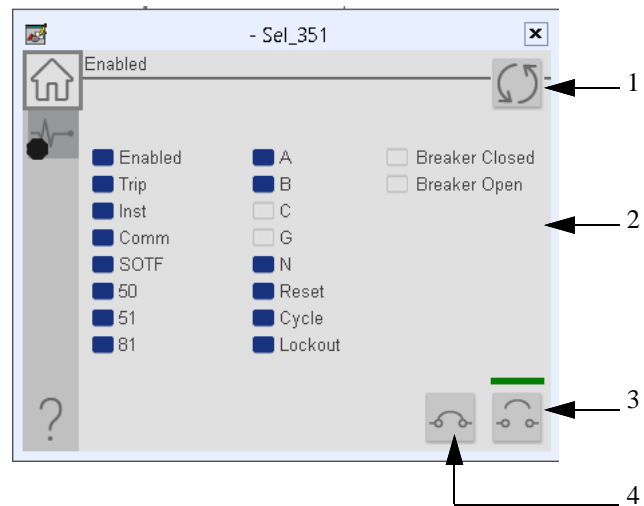 - Sel_351
Enabled
1
Enabled A Breaker Closed
Trip B Breaker Open
Inst C
2
Comm G
SOTF N
50 Reset
51 Cycle
81 Lockout
3
?
4